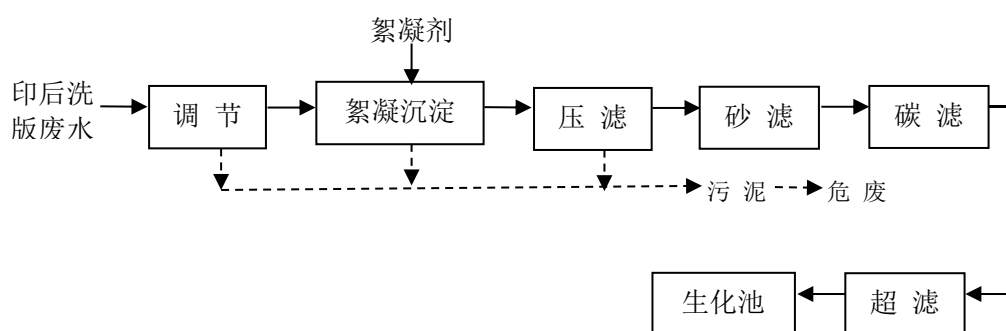 絮凝剂
印后洗
版废水
调 节
絮凝沉淀
压 滤
砂 滤
碳 滤
污 泥
危 废
生化池
超 滤